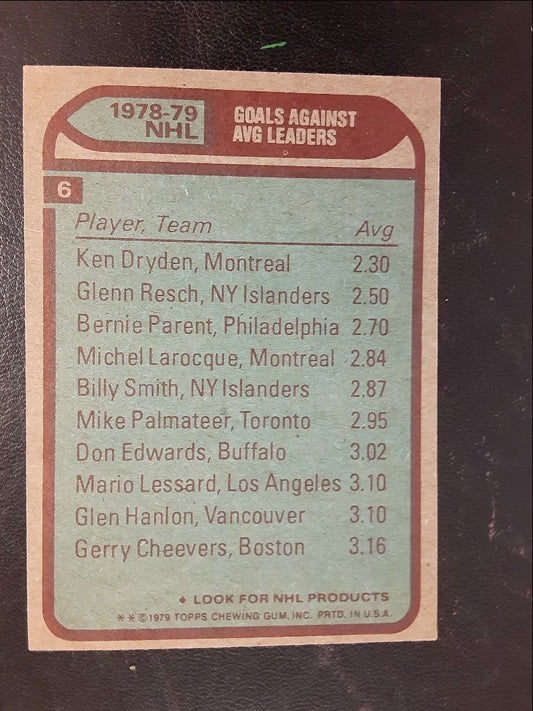 1978-79 NHL
GOALS AGAINST
AVG LEADERS
6
Player, Team Avg
Ken Dryden, Montreal 2.30
Glenn Resch, NY Islanders 2.50
Bernie Parent, Philadelphia 2.70
Michel Larocque, Montreal 2.84
Billy Smith, NY Islanders 2.87
Mike Palmateer, Toronto 2.95
Don Edwards, Buffalo 3.02
Mario Lessard, Los Angeles 3.10
Glen Hanlon, Vancouver 3.10
Gerry Cheevers, Boston 3.16
♦ LOOK FOR NHL PRODUCTS
** © 1979 TOPPS CHEWING GUM, INC. PRTD. IN U.S.A.